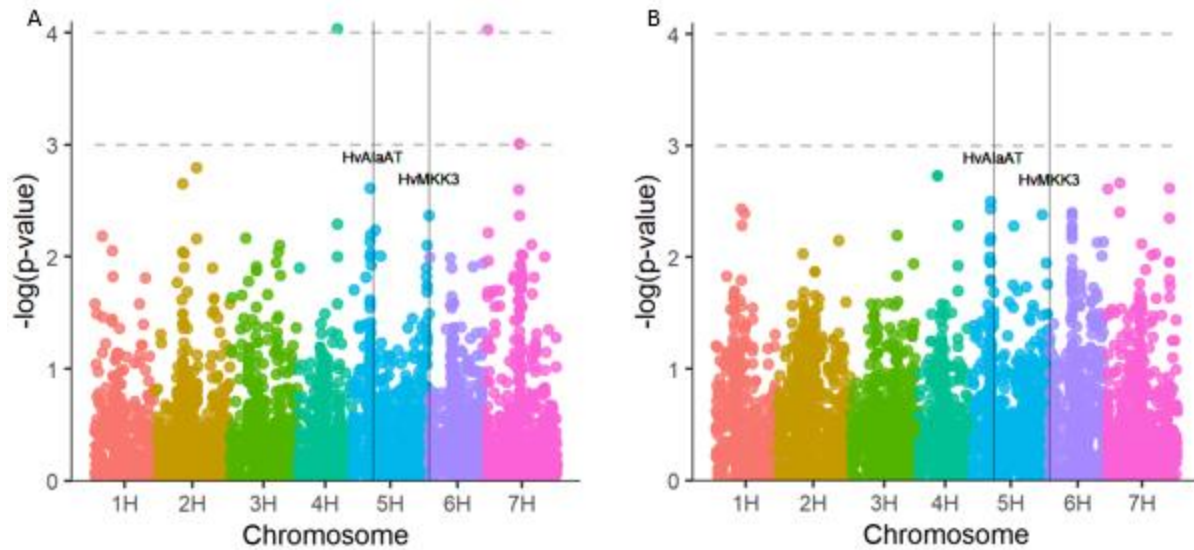 A
4
3
2
1
0
-log(p-value)
HvAlaAT
HvMKK3
1H 2H 3H 4H 5H 6H 7H
Chromosome
B
4
3
2
1
0
-log(p-value)
HvAlaAT
HvMKK3
1H 2H 3H 4H 5H 6H 7H
Chromosome